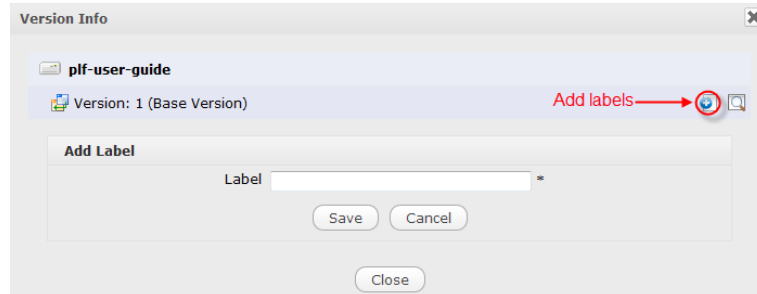 Version Info
plf-user-guide
Version: 1 (Base Version)
Add labels
Add Label
Label *
Save Cancel
Close